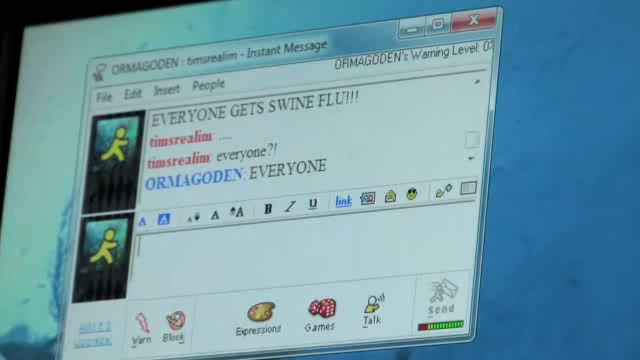 ORMAGODEN : timsrealim - Instant Message
File Edit Insert People
ORMAGODEN's Warning Level: 0%
EVERYONE GETS SWINE FLU!!!
timsrealim: ....
timsrealim: everyone?!
ORMAGODEN: EVERYONE
A A A A A B I U link
Warn Block Expressions Games Talk Send